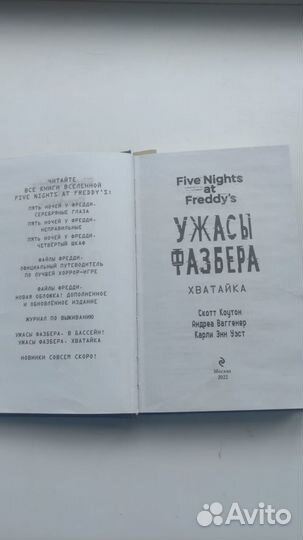 ЧИТАЙТЕ
ВСЕ КНИГИ ВСЕЛЕННОЙ
FIVE NIGHTS AT FREDDY'S:
ПЯТЬ НОЧЕЙ У ФРЕДДИ.
СЕРЕБРЯНЫЕ ГЛАЗА
ПЯТЬ НОЧЕЙ У ФРЕДДИ.
НЕПРАВИЛЬНЫЕ
ПЯТЬ НОЧЕЙ У ФРЕДДИ.
ЧЕТВЁРТЫЙ ШКАФ
ФАЙЛЫ ФРЕДДИ.
ОФИЦИАЛЬНЫЙ ПУТЕВОДИТЕЛЬ
ПО ЛУЧШЕЙ ХОРРОР-ИГРЕ
ФАЙЛЫ ФРЕДДИ.
НОВАЯ ОБЛОЖКА! ДОПОЛНЕННОЕ
И ОБНОВЛЁННОЕ ИЗДАНИЕ
ЖУРНАЛ ПО ВЫЖИВАНИЮ
УЖАСЫ ФАЗБЕРА. В БАССЕЙН!
УЖАСЫ ФАЗБЕРА. ХВАТАЙКА
НОВИНКИ СОВСЕМ СКОРО!
Five Nights
at
Freddy's
УЖАСЫ
ФАЗБЕРА
ХВАТАЙКА
Скотт Коутон
Андреа Ваггенер
Карли Энн Уэст
Москва
2022
Avito